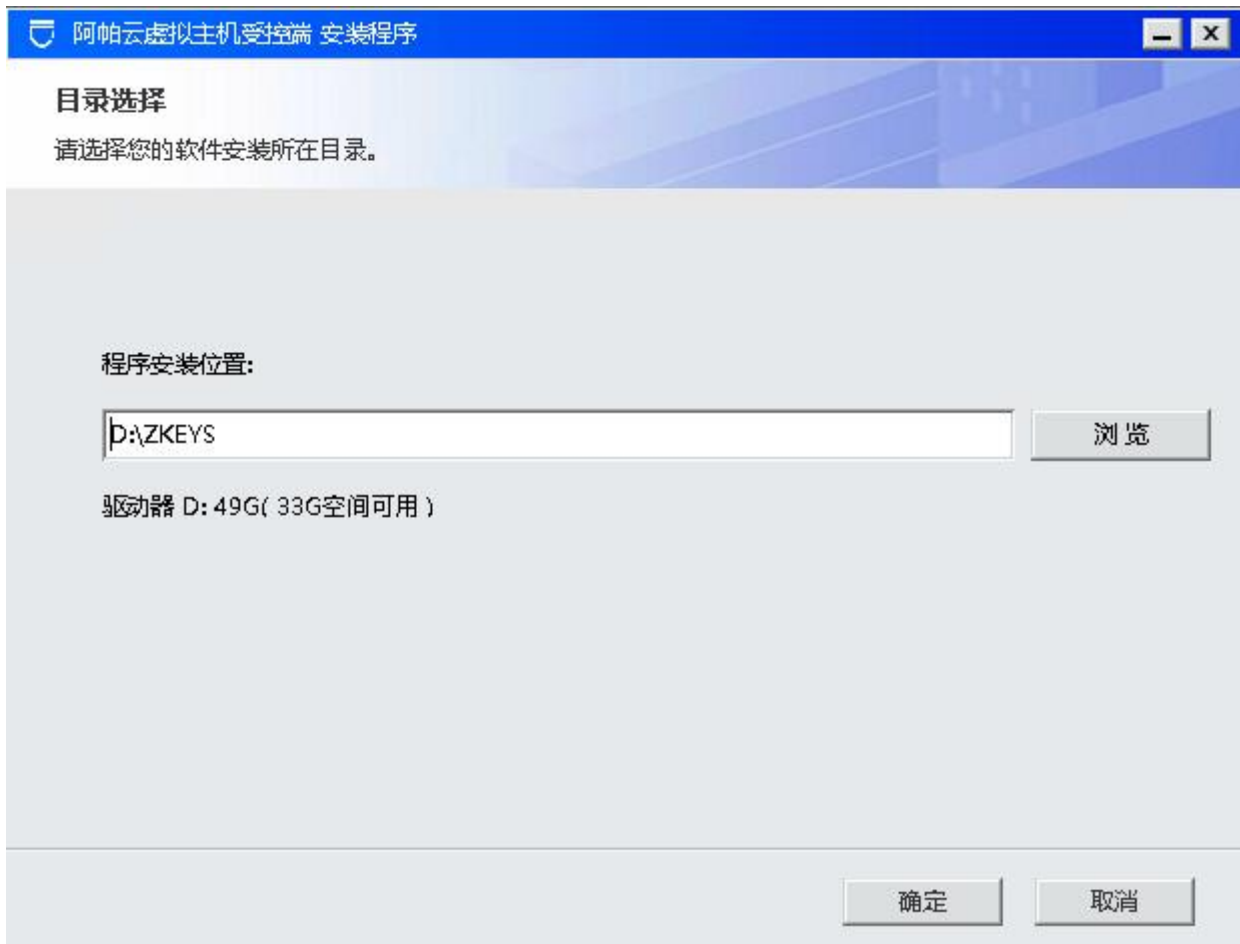 阿帕云虚拟主机受控端 安装程序
目录选择
请选择您的软件安装所在目录。
程序安装位置:
D:\ZKEYS
浏览
驱动器 D: 49G( 33G空间可用 )
确定
取消